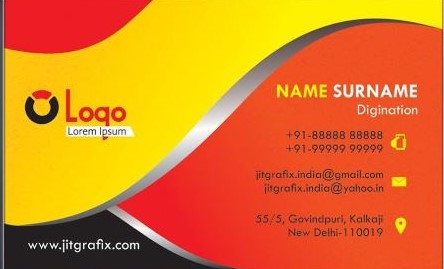 Logo
Lorem Ipsum
NAME SURNAME
Digination
+91-88888 88888
+91-99999 99999
jitgrafix.india@gmail.com
jitgrafix.india@yahoo.in
55/5, Govindpuri, Kalkaji
New Delhi-110019
www.jitgrafix.com